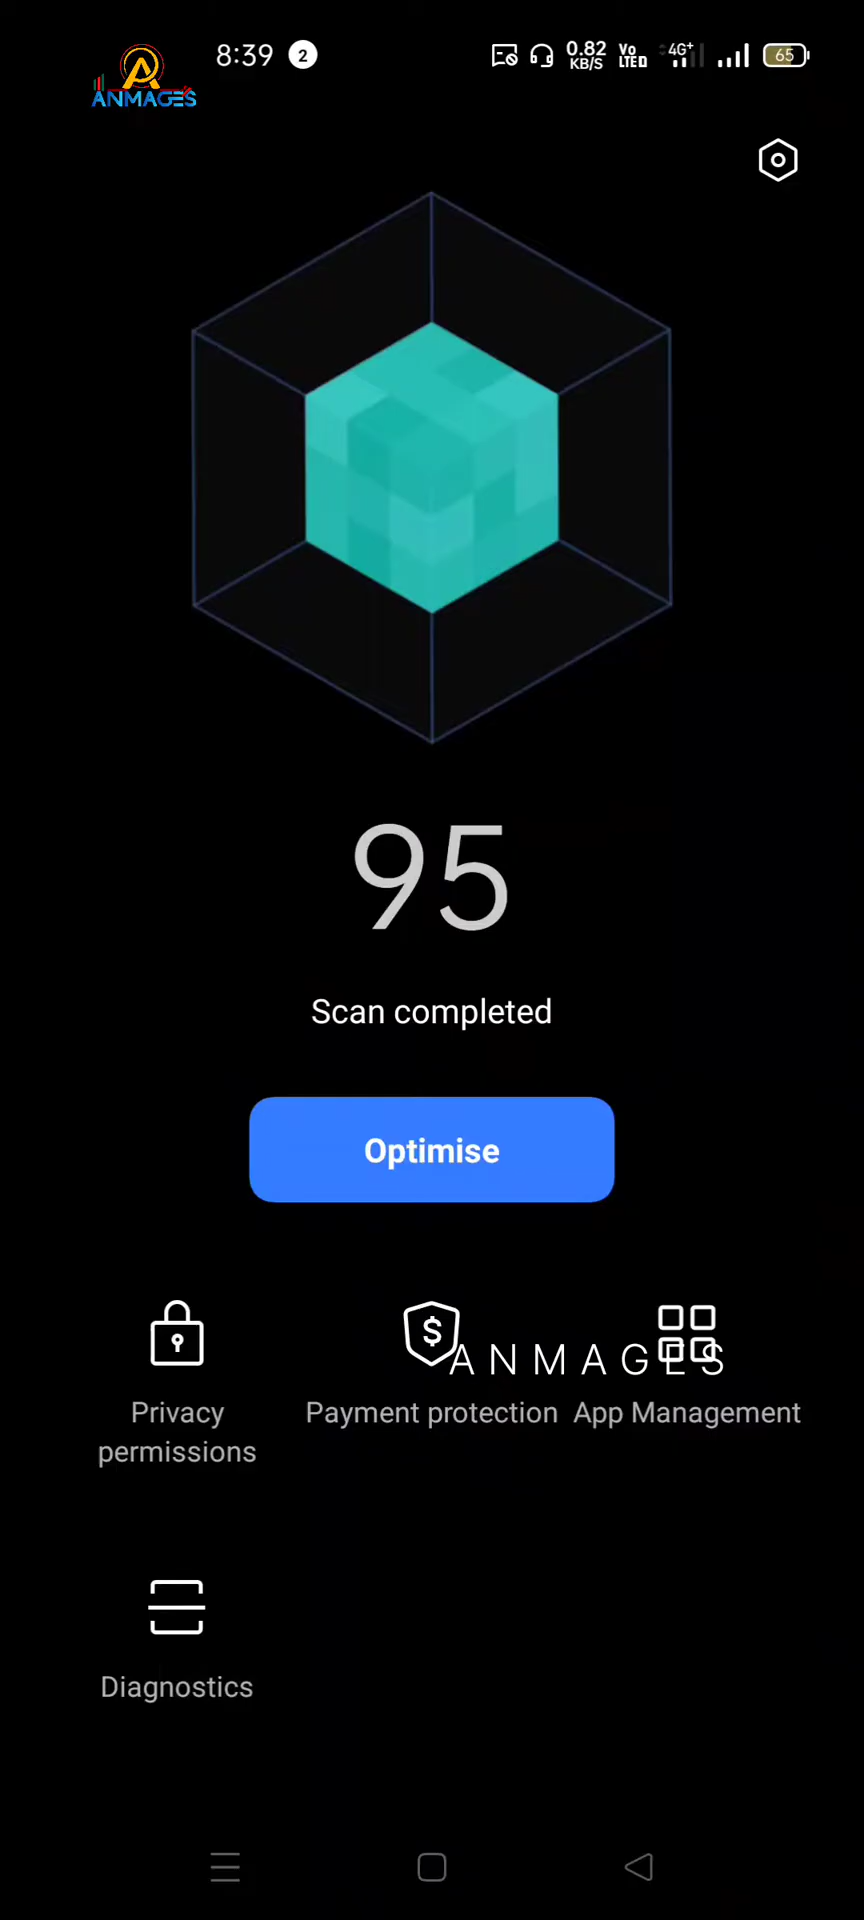 ANMAGES
8:39 2 0.82 KB/S Vo LTE 4G+ 65
95
Scan completed
Optimise
ANMAGES
Privacy permissions
Payment protection
App Management
Diagnostics